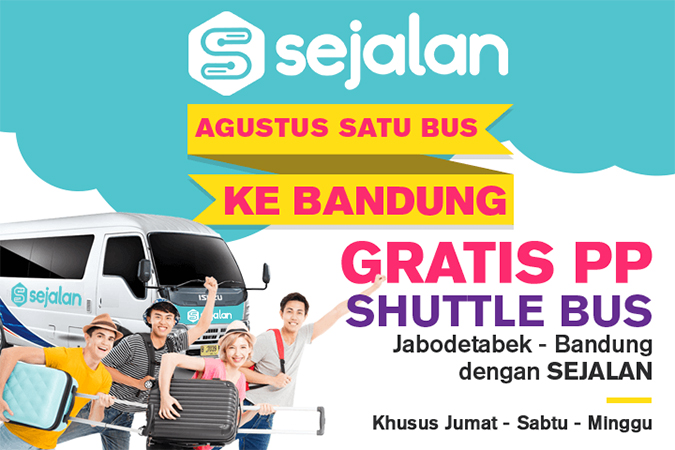 sejalan
AGUSTUS SATU BUS
KE BANDUNG
GRATIS PP
SHUTTLE BUS
Jabodetabek - Bandung
dengan SEJALAN
Khusus Jumat - Sabtu - Minggu
sejalan
ISUZU
sejalan